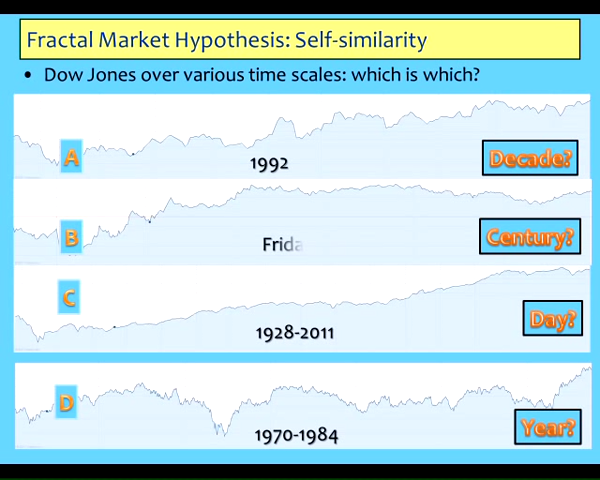 Fractal Market Hypothesis: Self-similarity
• Dow Jones over various time scales: which is which?
A
1992
Decade?
B
Frida
Century?
C
1928-2011
Day?
D
1970-1984
Year?